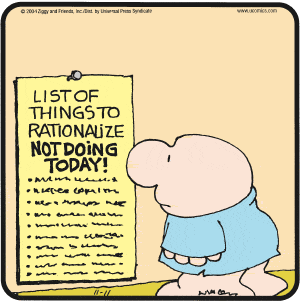 © 2004 Ziggy and Friends, Inc./Dist. by Universal Press Syndicate
www.ucomics.com
LIST OF
THINGS TO
RATIONALIZE
NOT DOING
TODAY!
11-11